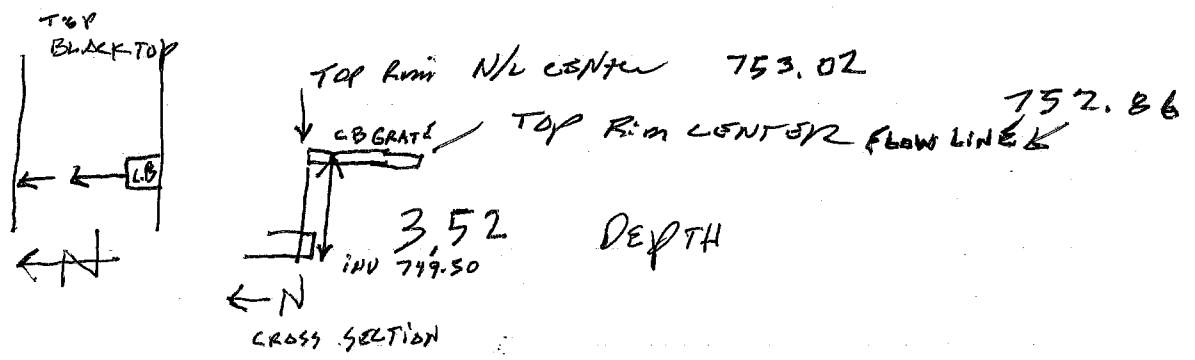 TOP
BLACKTOP
TOP Rim N/L CENTER 753.02
752.86
CB GRATE TOP Rim CENTER FLOW LINE
C.B
3.52 DEPTH
N
INV 749.50
N
CROSS SECTION